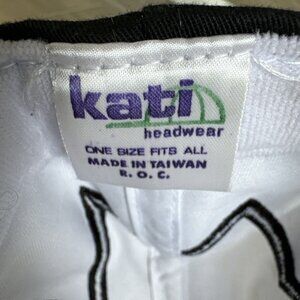 kati
headwear
ONE SIZE FITS ALL
MADE IN TAIWAN
R. O. C.